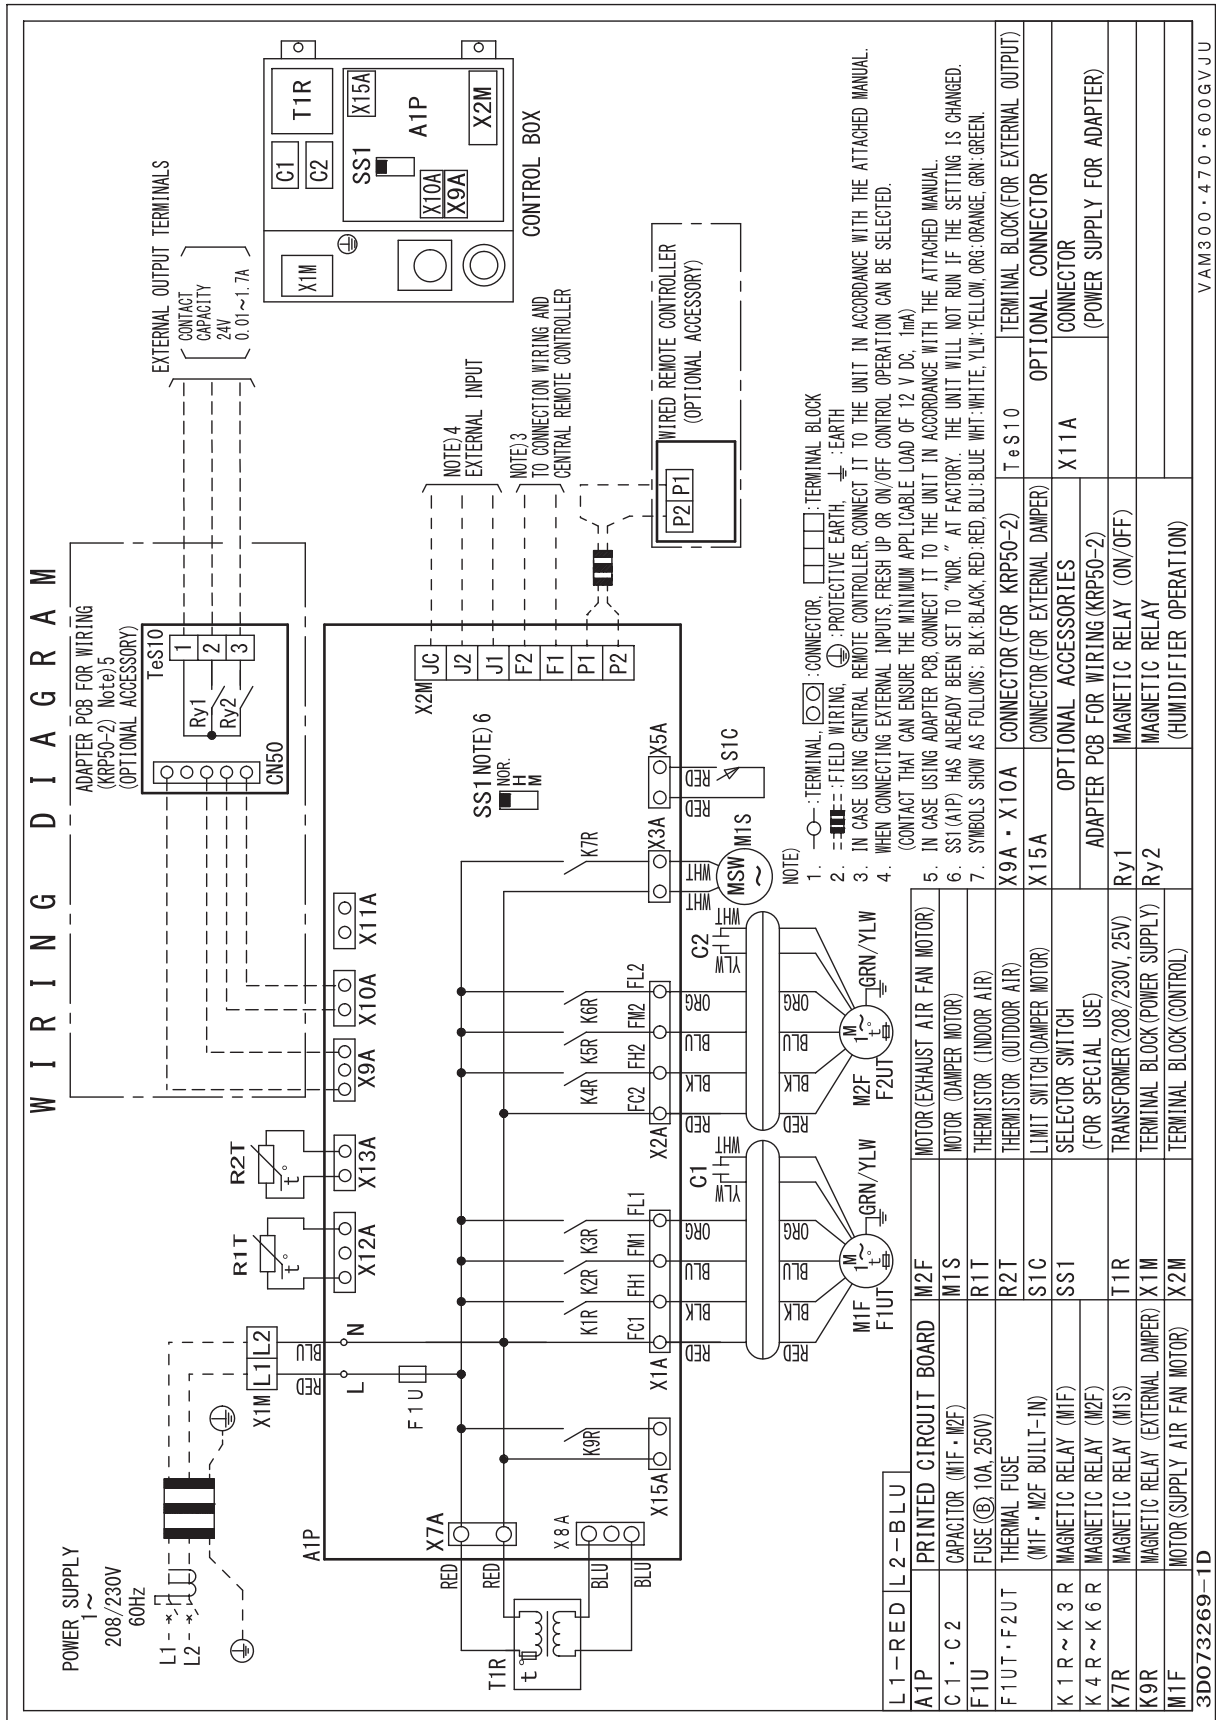 WIRING DIAGRAM
POWER SUPPLY
1~
208/230V
60Hz
L1
L2
X1M
L1 L2
RED
BLU
L
N
F1U
R1T
t°
X12A
R2T
t°
X13A
ADAPTER PCB FOR WIRING
(KRP50-2) Note)5
(OPTIONAL ACCESSORY)
TeS10
1
2
3
Ry1
Ry2
CN50
X9A
X10A
X11A
EXTERNAL OUTPUT TERMINALS
CONTACT
CAPACITY
24V
0.01~1.7A
C1
C2
T1R
SS1
X15A
A1P
X10A
X9A
X2M
X1M
CONTROL BOX
A1P
X7A
RED
RED
X8A
BLU
BLU
T1R
t°
K9R
X15A
K1R
K2R
K3R
FC1
FH1
FM1
FL1
X1A
RED
BLK
BLU
ORG
YLW
WHT
C1
RED
BLK
BLU
ORG
M
1~
t°
M1F
F1UT
GRN/YLW
K4R
K5R
K6R
FC2
FH2
FM2
FL2
X2A
RED
BLK
BLU
ORG
YLW
WHT
C2
RED
BLK
BLU
ORG
M
1~
t°
M2F
F2UT
GRN/YLW
K7R
X3A
WHT
WHT
MSW
~
M1S
X5A
RED
RED
S1C
SS1 NOTE)6
NOR.
H
M
X2M
JC
J2
J1
F2
F1
P1
P2
NOTE)4
EXTERNAL INPUT
NOTE)3
TO CONNECTION WIRING AND
CENTRAL REMOTE CONTROLLER
P2 P1
WIRED REMOTE CONTROLLER
(OPTIONAL ACCESSORY)
NOTE)
1. :TERMINAL, :CONNECTOR, :TERMINAL BLOCK
2. :FIELD WIRING, :PROTECTIVE EARTH, :EARTH
3. IN CASE USING CENTRAL REMOTE CONTROLLER, CONNECT IT TO THE UNIT IN ACCORDANCE WITH THE ATTACHED MANUAL.
4. WHEN CONNECTING EXTERNAL INPUTS, FRESH UP OR ON/OFF CONTROL OPERATION CAN BE SELECTED.
(CONTACT THAT CAN ENSURE THE MINIMUM APPLICABLE LOAD OF 12 V DC, 1mA)
5. IN CASE USING ADAPTER PCB, CONNECT IT TO THE UNIT IN ACCORDANCE WITH THE ATTACHED MANUAL.
6. SS1(A1P) HAS ALREADY BEEN SET TO "NOR." AT FACTORY. THE UNIT WILL NOT RUN IF THE SETTING IS CHANGED.
7. SYMBOLS SHOW AS FOLLOWS; BLK:BLACK, RED:RED, BLU:BLUE WHT:WHITE, YLW:YELLOW, ORG:ORANGE, GRN:GREEN.
L1-RED L2-BLU
A1P PRINTED CIRCUIT BOARD
C1・C2 CAPACITOR (M1F・M2F)
F1U FUSE(Ⓑ, 10A, 250V)
F1UT・F2UT THERMAL FUSE
(M1F・M2F BUILT-IN)
K1R~K3R MAGNETIC RELAY (M1F)
K4R~K6R MAGNETIC RELAY (M2F)
K7R MAGNETIC RELAY (M1S)
K9R MAGNETIC RELAY (EXTERNAL DAMPER)
M1F MOTOR(SUPPLY AIR FAN MOTOR)
M2F MOTOR(EXHAUST AIR FAN MOTOR)
M1S MOTOR (DAMPER MOTOR)
R1T THERMISTOR (INDOOR AIR)
R2T THERMISTOR (OUTDOOR AIR)
S1C LIMIT SWITCH(DAMPER MOTOR)
SS1 SELECTOR SWITCH
(FOR SPECIAL USE)
T1R TRANSFORMER(208/230V, 25V)
X1M TERMINAL BLOCK(POWER SUPPLY)
X2M TERMINAL BLOCK(CONTROL)
X9A・X10A CONNECTOR(FOR KRP50-2)
X15A CONNECTOR(FOR EXTERNAL DAMPER)
OPTIONAL ACCESSORIES
ADAPTER PCB FOR WIRING(KRP50-2)
Ry1 MAGNETIC RELAY (ON/OFF)
Ry2 MAGNETIC RELAY
(HUMIDIFIER OPERATION)
TeS10 TERMINAL BLOCK(FOR EXTERNAL OUTPUT)
OPTIONAL CONNECTOR
X11A CONNECTOR
(POWER SUPPLY FOR ADAPTER)
3D073269-1D
VAM300・470・600GVJU